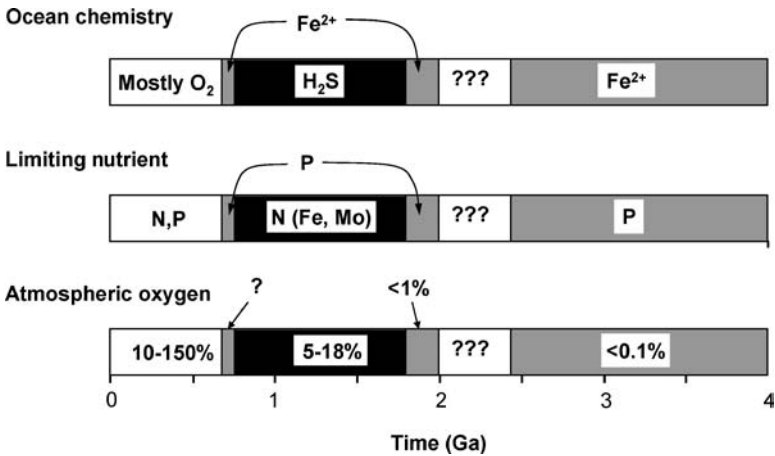 Ocean chemistry
Fe²⁺
Mostly O₂ H₂S ??? Fe²⁺
Limiting nutrient
P
N,P N (Fe, Mo) ??? P
Atmospheric oxygen ? <1%
10-150% 5-18% ??? <0.1%
0 1 2 3 4
Time (Ga)